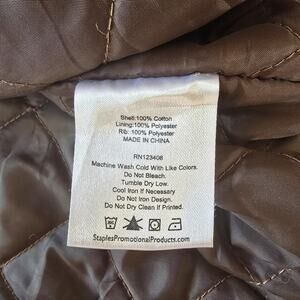 Shell:100% Cotton
Lining:100% Polyester
Rib: 100% Polyester
MADE IN CHINA
RN123408
Machine Wash Cold With Like Colors.
Do Not Bleach.
Tumble Dry Low.
Cool Iron if Necessary
Do Not Iron Design.
Do Not Dry Clean If Printed.
StaplesPromotionalProducts.com